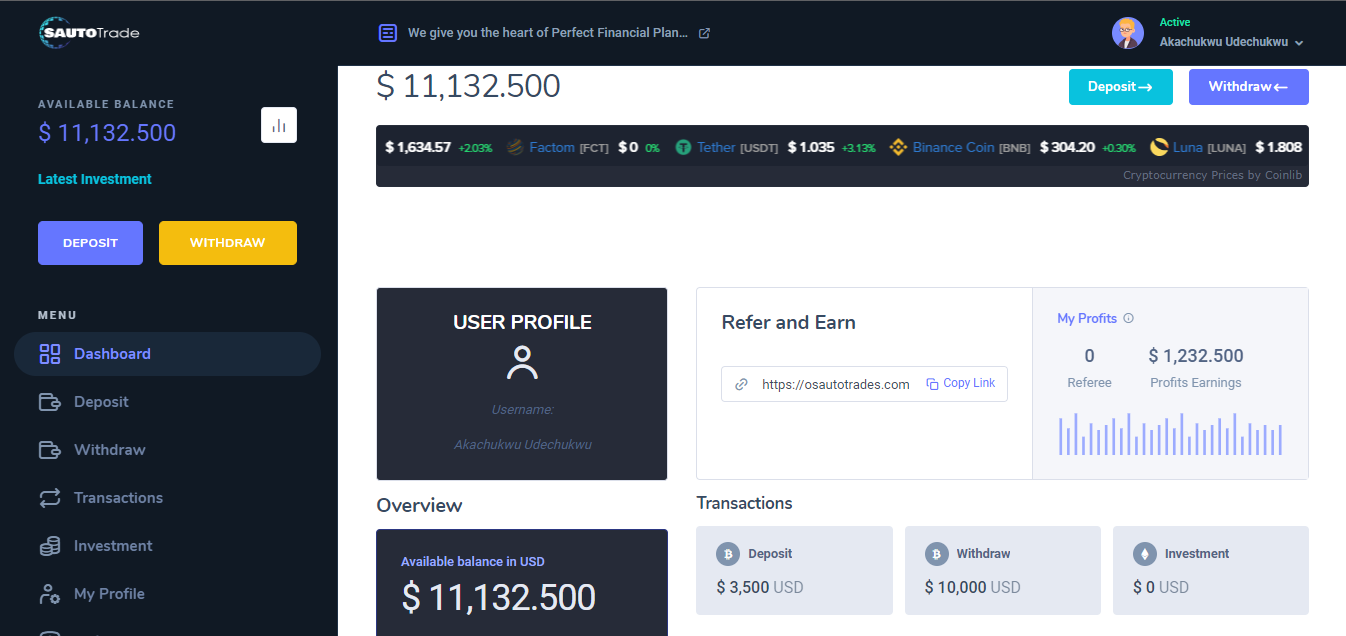 SAUTOTrade
We give you the heart of Perfect Financial Plan...
Active
Akachukwu Udechukwu
AVAILABLE BALANCE
$ 11,132.500
Latest Investment
DEPOSIT
WITHDRAW
MENU
Dashboard
Deposit
Withdraw
Transactions
Investment
My Profile
$ 11,132.500
Deposit
Withdraw
$ 1,634.57 +2.03% Factom [FCT] $ 0 0% Tether [USDT] $ 1.035 +3.13% Binance Coin [BNB] $ 304.20 +0.30% Luna [LUNA] $ 1.808
Cryptocurrency Prices by Coinlib
USER PROFILE
Username:
Akachukwu Udechukwu
Refer and Earn
https://osautotrades.com Copy Link
My Profits
0 $ 1,232.500
Referee Profits Earnings
Overview
Available balance in USD
$ 11,132.500
Transactions
Deposit
$ 3,500 USD
Withdraw
$ 10,000 USD
Investment
$ 0 USD